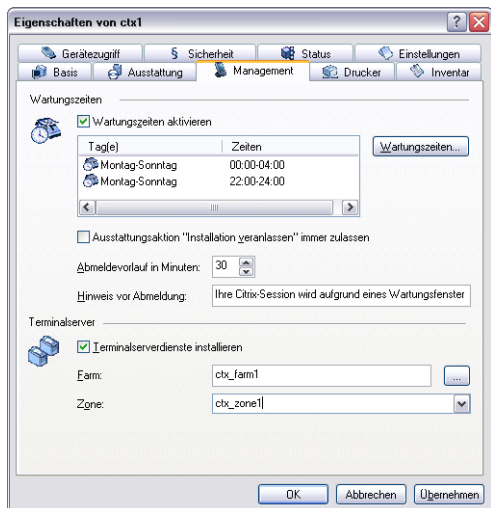 Eigenschaften von ctx1
?
X
Gerätezugriff
§ Sicherheit
Status
Einstellungen
Basis
Ausstattung
Management
Drucker
Inventar
Wartungszeiten
Wartungszeiten aktivieren
Tag(e) Zeiten
Montag-Sonntag 00:00-04:00
Montag-Sonntag 22:00-24:00
Wartungszeiten...
Ausstattungsaktion "Installation veranlassen" immer zulassen
Abmeldevorlauf in Minuten: 30
Hinweis vor Abmeldung: Ihre Citrix-Session wird aufgrund eines Wartungsfenster
Terminalserver
Terminalserverdienste installieren
Farm: ctx_farm1 ...
Zone: ctx_zone1
OK Abbrechen Übernehmen